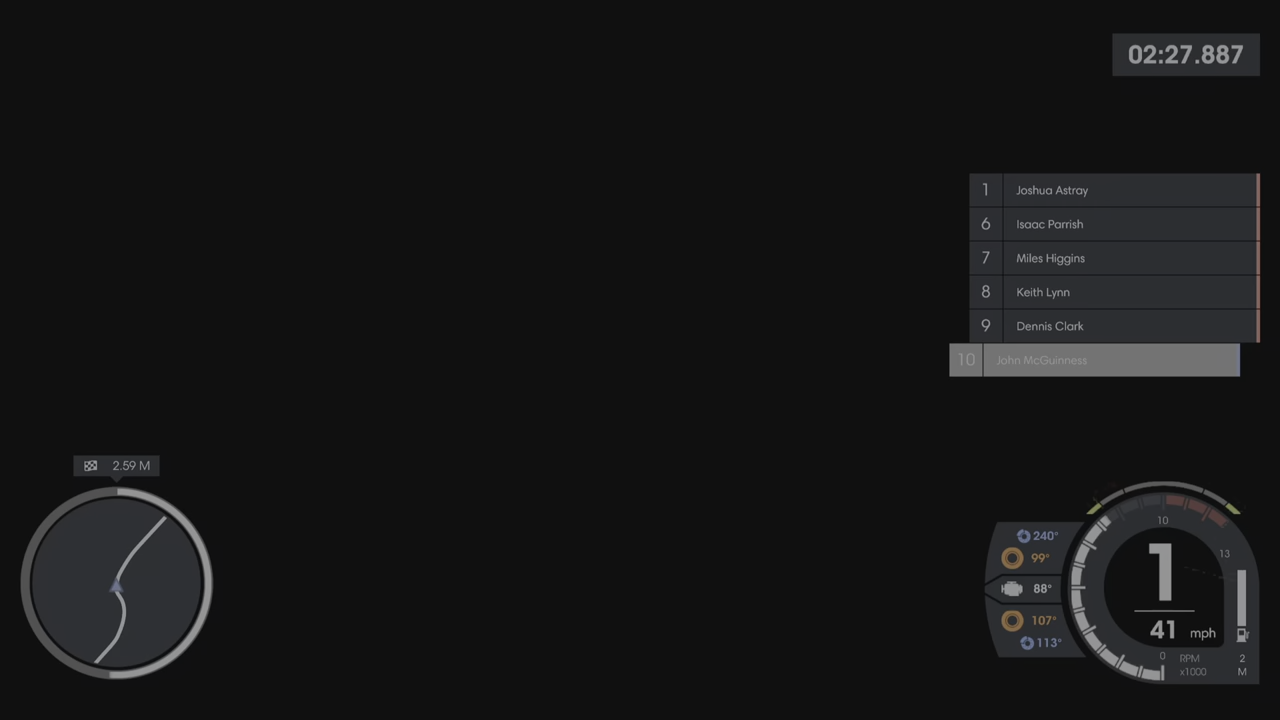 02:27.887
1 Joshua Astray
6 Isaac Parrish
7 Miles Higgins
8 Keith Lynn
9 Dennis Clark
10 John McGuinness
2.59 M
240°
99°
88°
107°
113°
10
13
1
41 mph
0 RPM
x1000
2
M